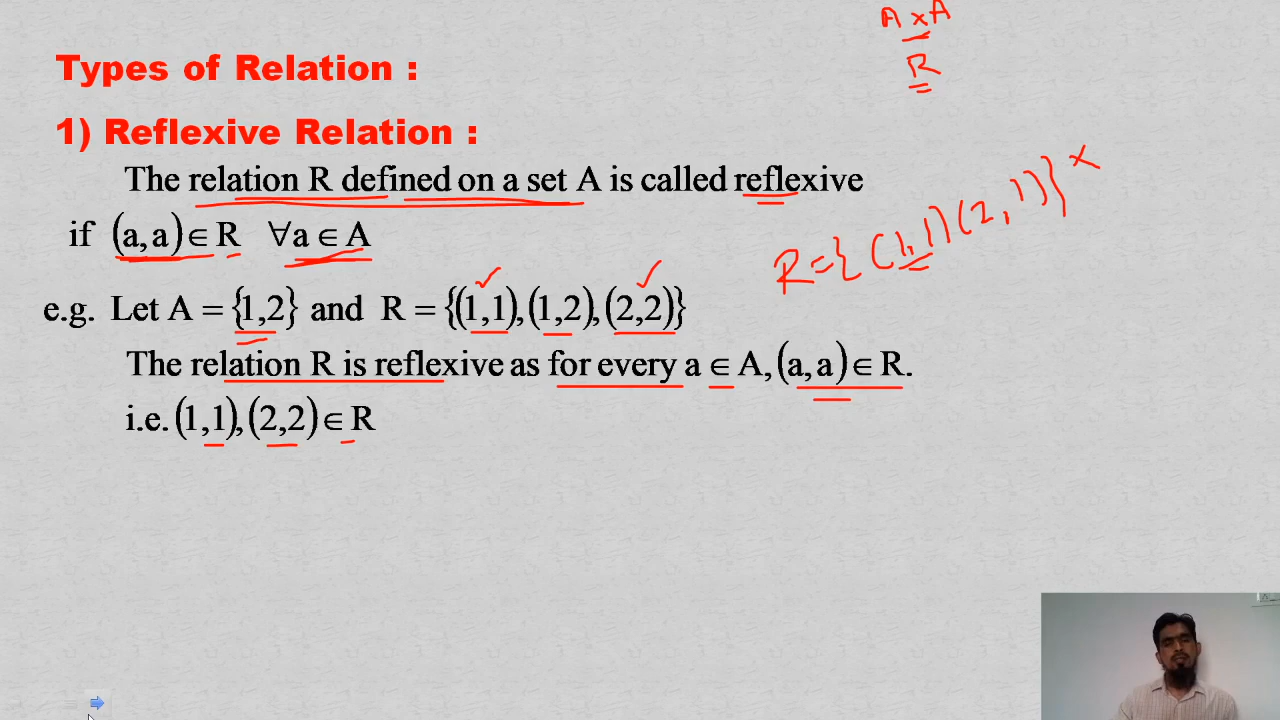 A × A
R
Types of Relation :
1) Reflexive Relation :
The relation R defined on a set A is called reflexive
if (a,a)∈R ∀a∈A
R={(1,1)(2,1)} ×
e.g. Let A = {1,2} and R = {(1,1),(1,2),(2,2)}
The relation R is reflexive as for every a ∈ A, (a,a)∈ R.
i.e. (1,1),(2,2)∈ R